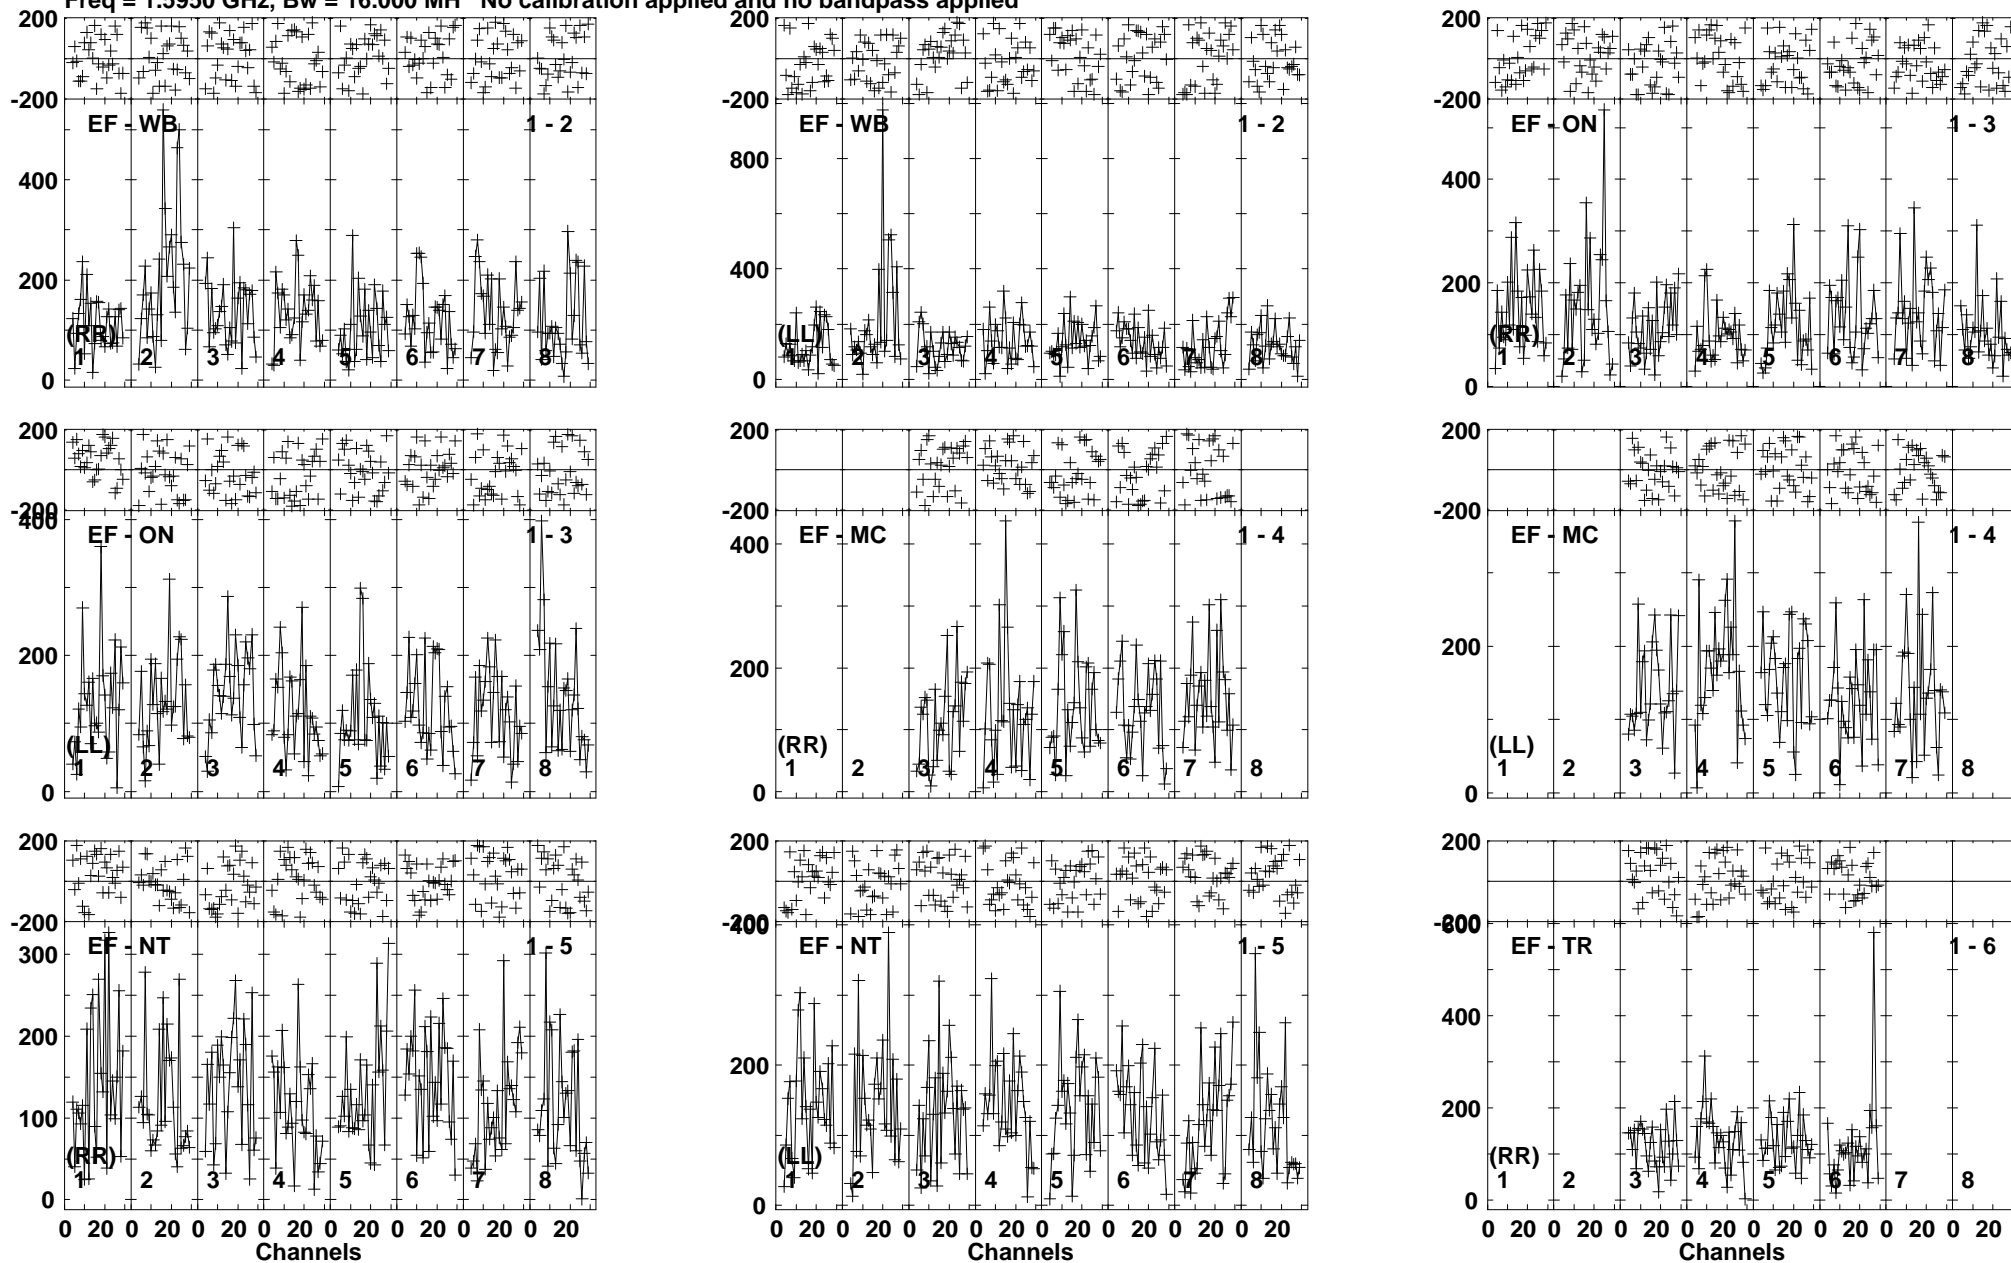 Freq = 1.5950 GHz, Bw = 16.000 MH No calibration applied and no bandpass applied
200 200 200
-200 -200 -200
EF - WB 1 - 2 EF - WB 1 - 2 EF - ON 1 - 3
400 800 400
200 400 200
(RR) (LL) (RR)
1 2 3 4 5 6 7 8 1 2 3 4 5 6 7 8 1 2 3 4 5 6 7 8
0 0 0
200 200 200
-200 -200 -200
400
EF - ON 1 - 3 EF - MC 1 - 4 EF - MC 1 - 4
400
200 200 200
(LL) (RR) (LL)
1 2 3 4 5 6 7 8 1 2 3 4 5 6 7 8 1 2 3 4 5 6 7 8
0 0 0
200 200 200
-200 -200 -600
400
EF - NT 1 - 5 EF - NT 1 - 5 EF - TR 1 - 6
300
400
200 200 200
100
(RR) (LL) (RR)
1 2 3 4 5 6 7 8 1 2 3 4 5 6 7 8 1 2 3 4 5 6 7 8
0 0 0
0 20 0 20 0 20 0 20 0 20 0 20 0 20 0 20 0 20 0 20 0 20 0 20 0 20 0 20 0 20 0 20 0 20 0 20 0 20 0 20 0 20 0 20 0 20 0 20
Channels Channels Channels